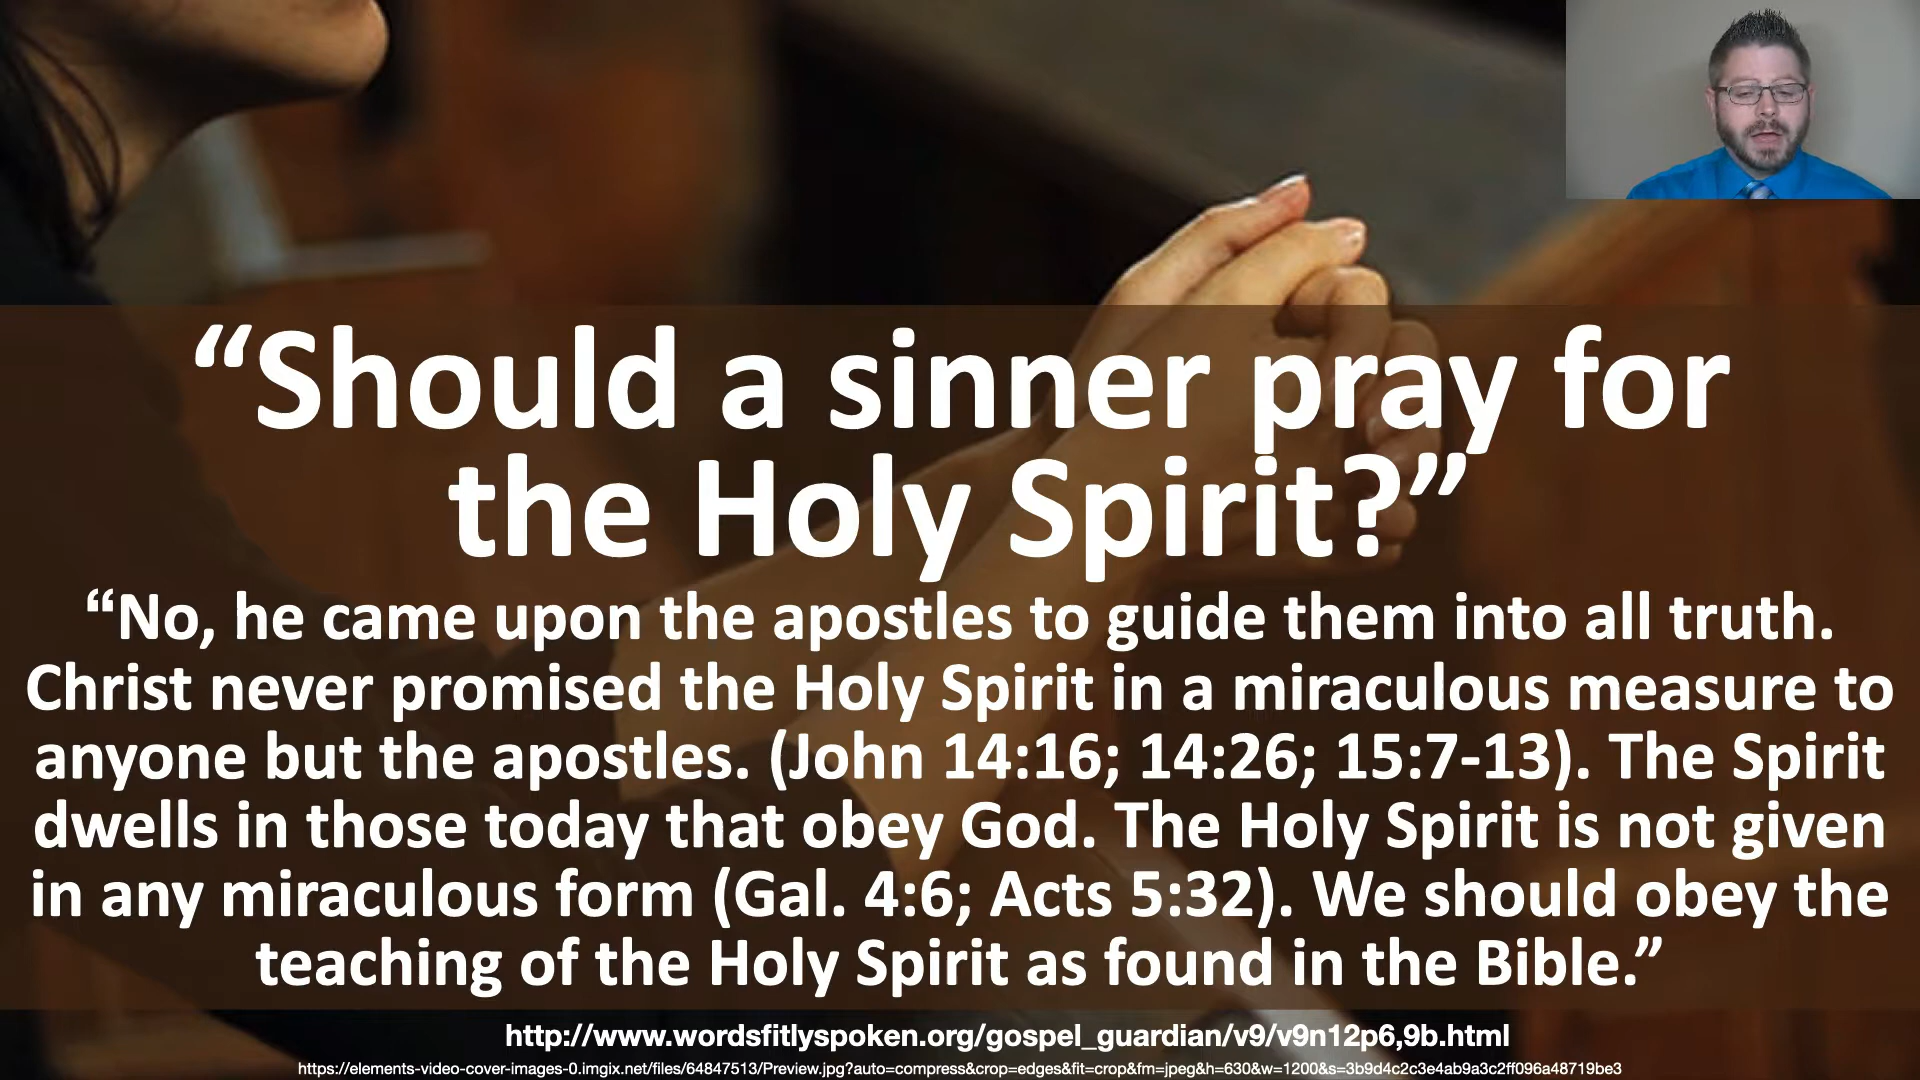 “Should a sinner pray for
the Holy Spirit?”
“No, he came upon the apostles to guide them into all truth.
Christ never promised the Holy Spirit in a miraculous measure to
anyone but the apostles. (John 14:16; 14:26; 15:7-13). The Spirit
dwells in those today that obey God. The Holy Spirit is not given
in any miraculous form (Gal. 4:6; Acts 5:32). We should obey the
teaching of the Holy Spirit as found in the Bible.”
http://www.wordsfitlyspoken.org/gospel_guardian/v9/v9n12p6,9b.html
https://elements-video-cover-images-0.imgix.net/files/64847513/Preview.jpg?auto=compress&crop=edges&fit=crop&fm=jpeg&h=630&w=1200&s=3b9d4c2c3e4ab9a3c2ff096a48719be3